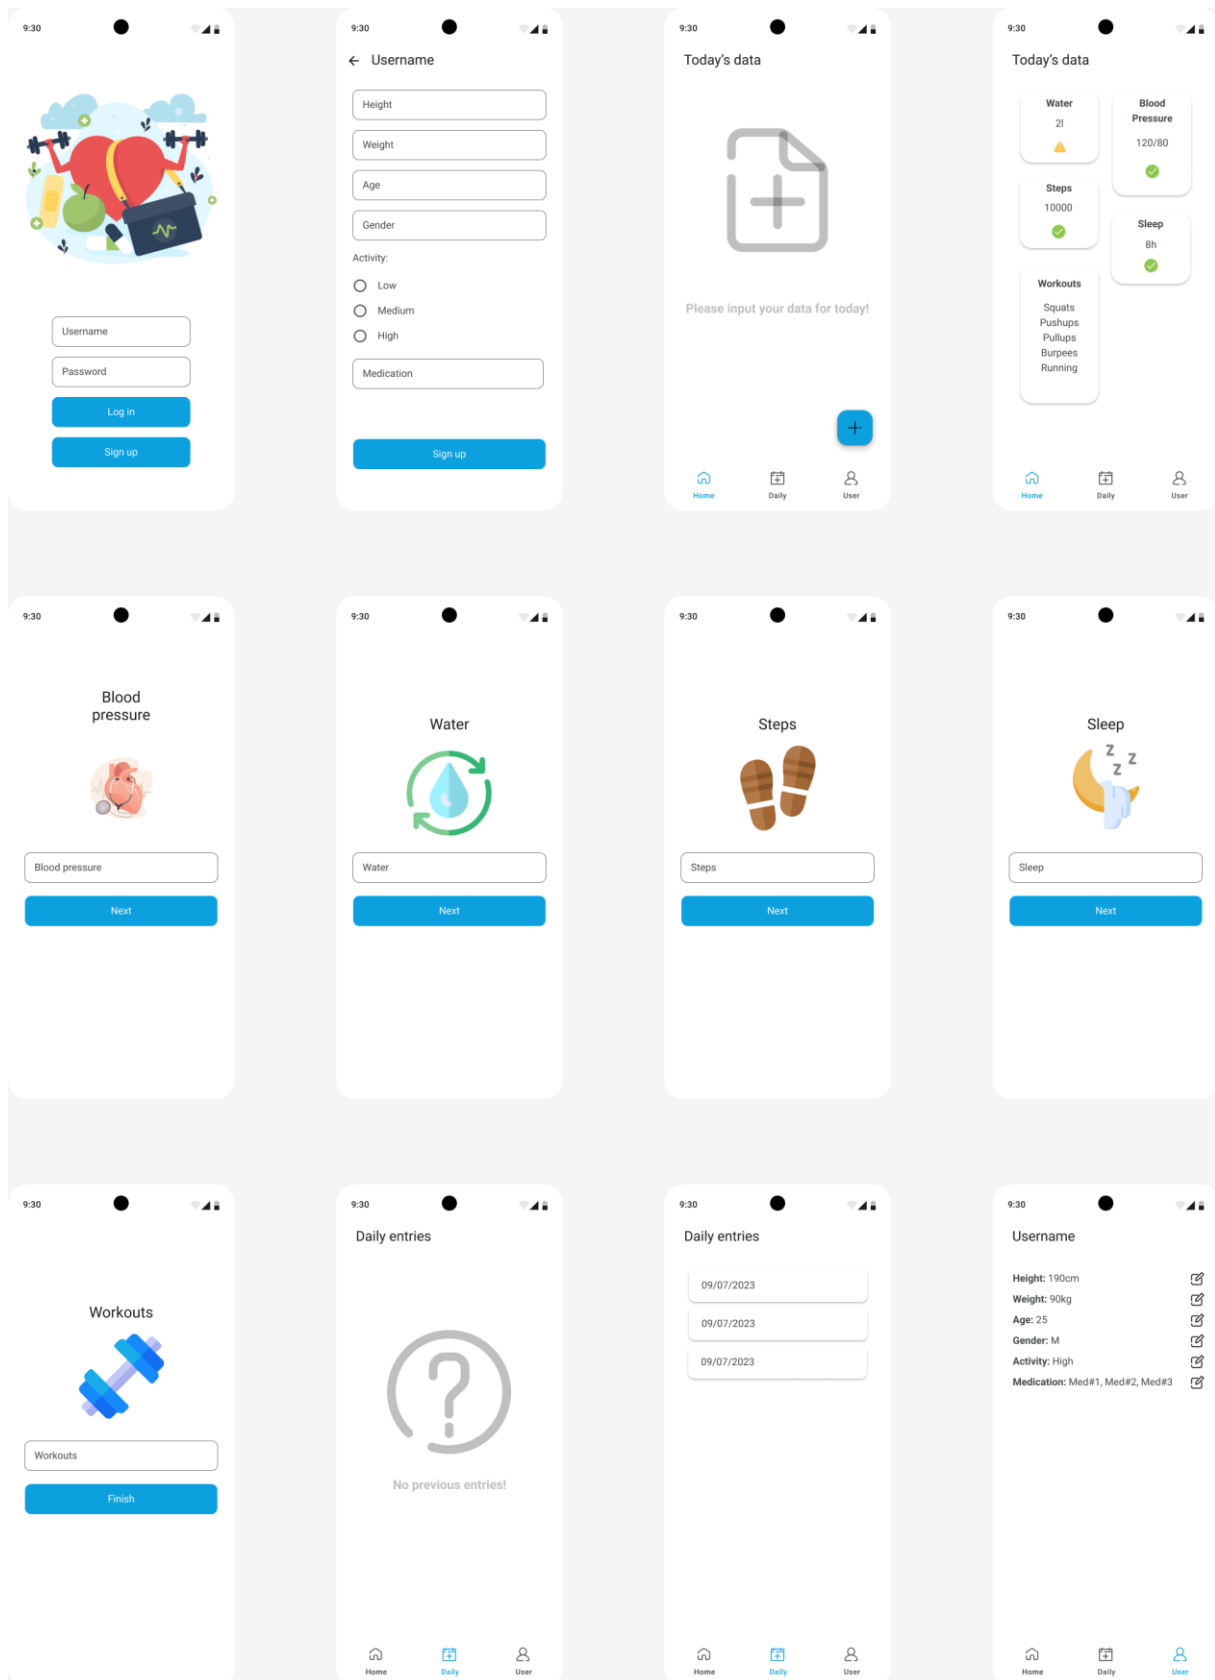 9:30
Username
Password
Log in
Sign up
9:30
Username
Height
Weight
Age
Gender
Activity:
Low
Medium
High
Medication
Sign up
9:30
Today's data
Please input your data for today!
Home Daily User
9:30
Today's data
Water
2l
Blood
Pressure
120/80
Steps
10000
Sleep
8h
Workouts
Squats
Pushups
Pullups
Burpees
Running
Home Daily User
9:30
Blood
pressure
Blood pressure
Next
9:30
Water
Water
Next
9:30
Steps
Steps
Next
9:30
Sleep
z z z
Sleep
Next
9:30
Workouts
Workouts
Finish
9:30
Daily entries
No previous entries!
Home Daily User
9:30
Daily entries
09/07/2023
09/07/2023
09/07/2023
Home Daily User
9:30
Username
Height: 190cm
Weight: 90kg
Age: 25
Gender: M
Activity: High
Medication: Med#1, Med#2, Med#3
Home Daily User